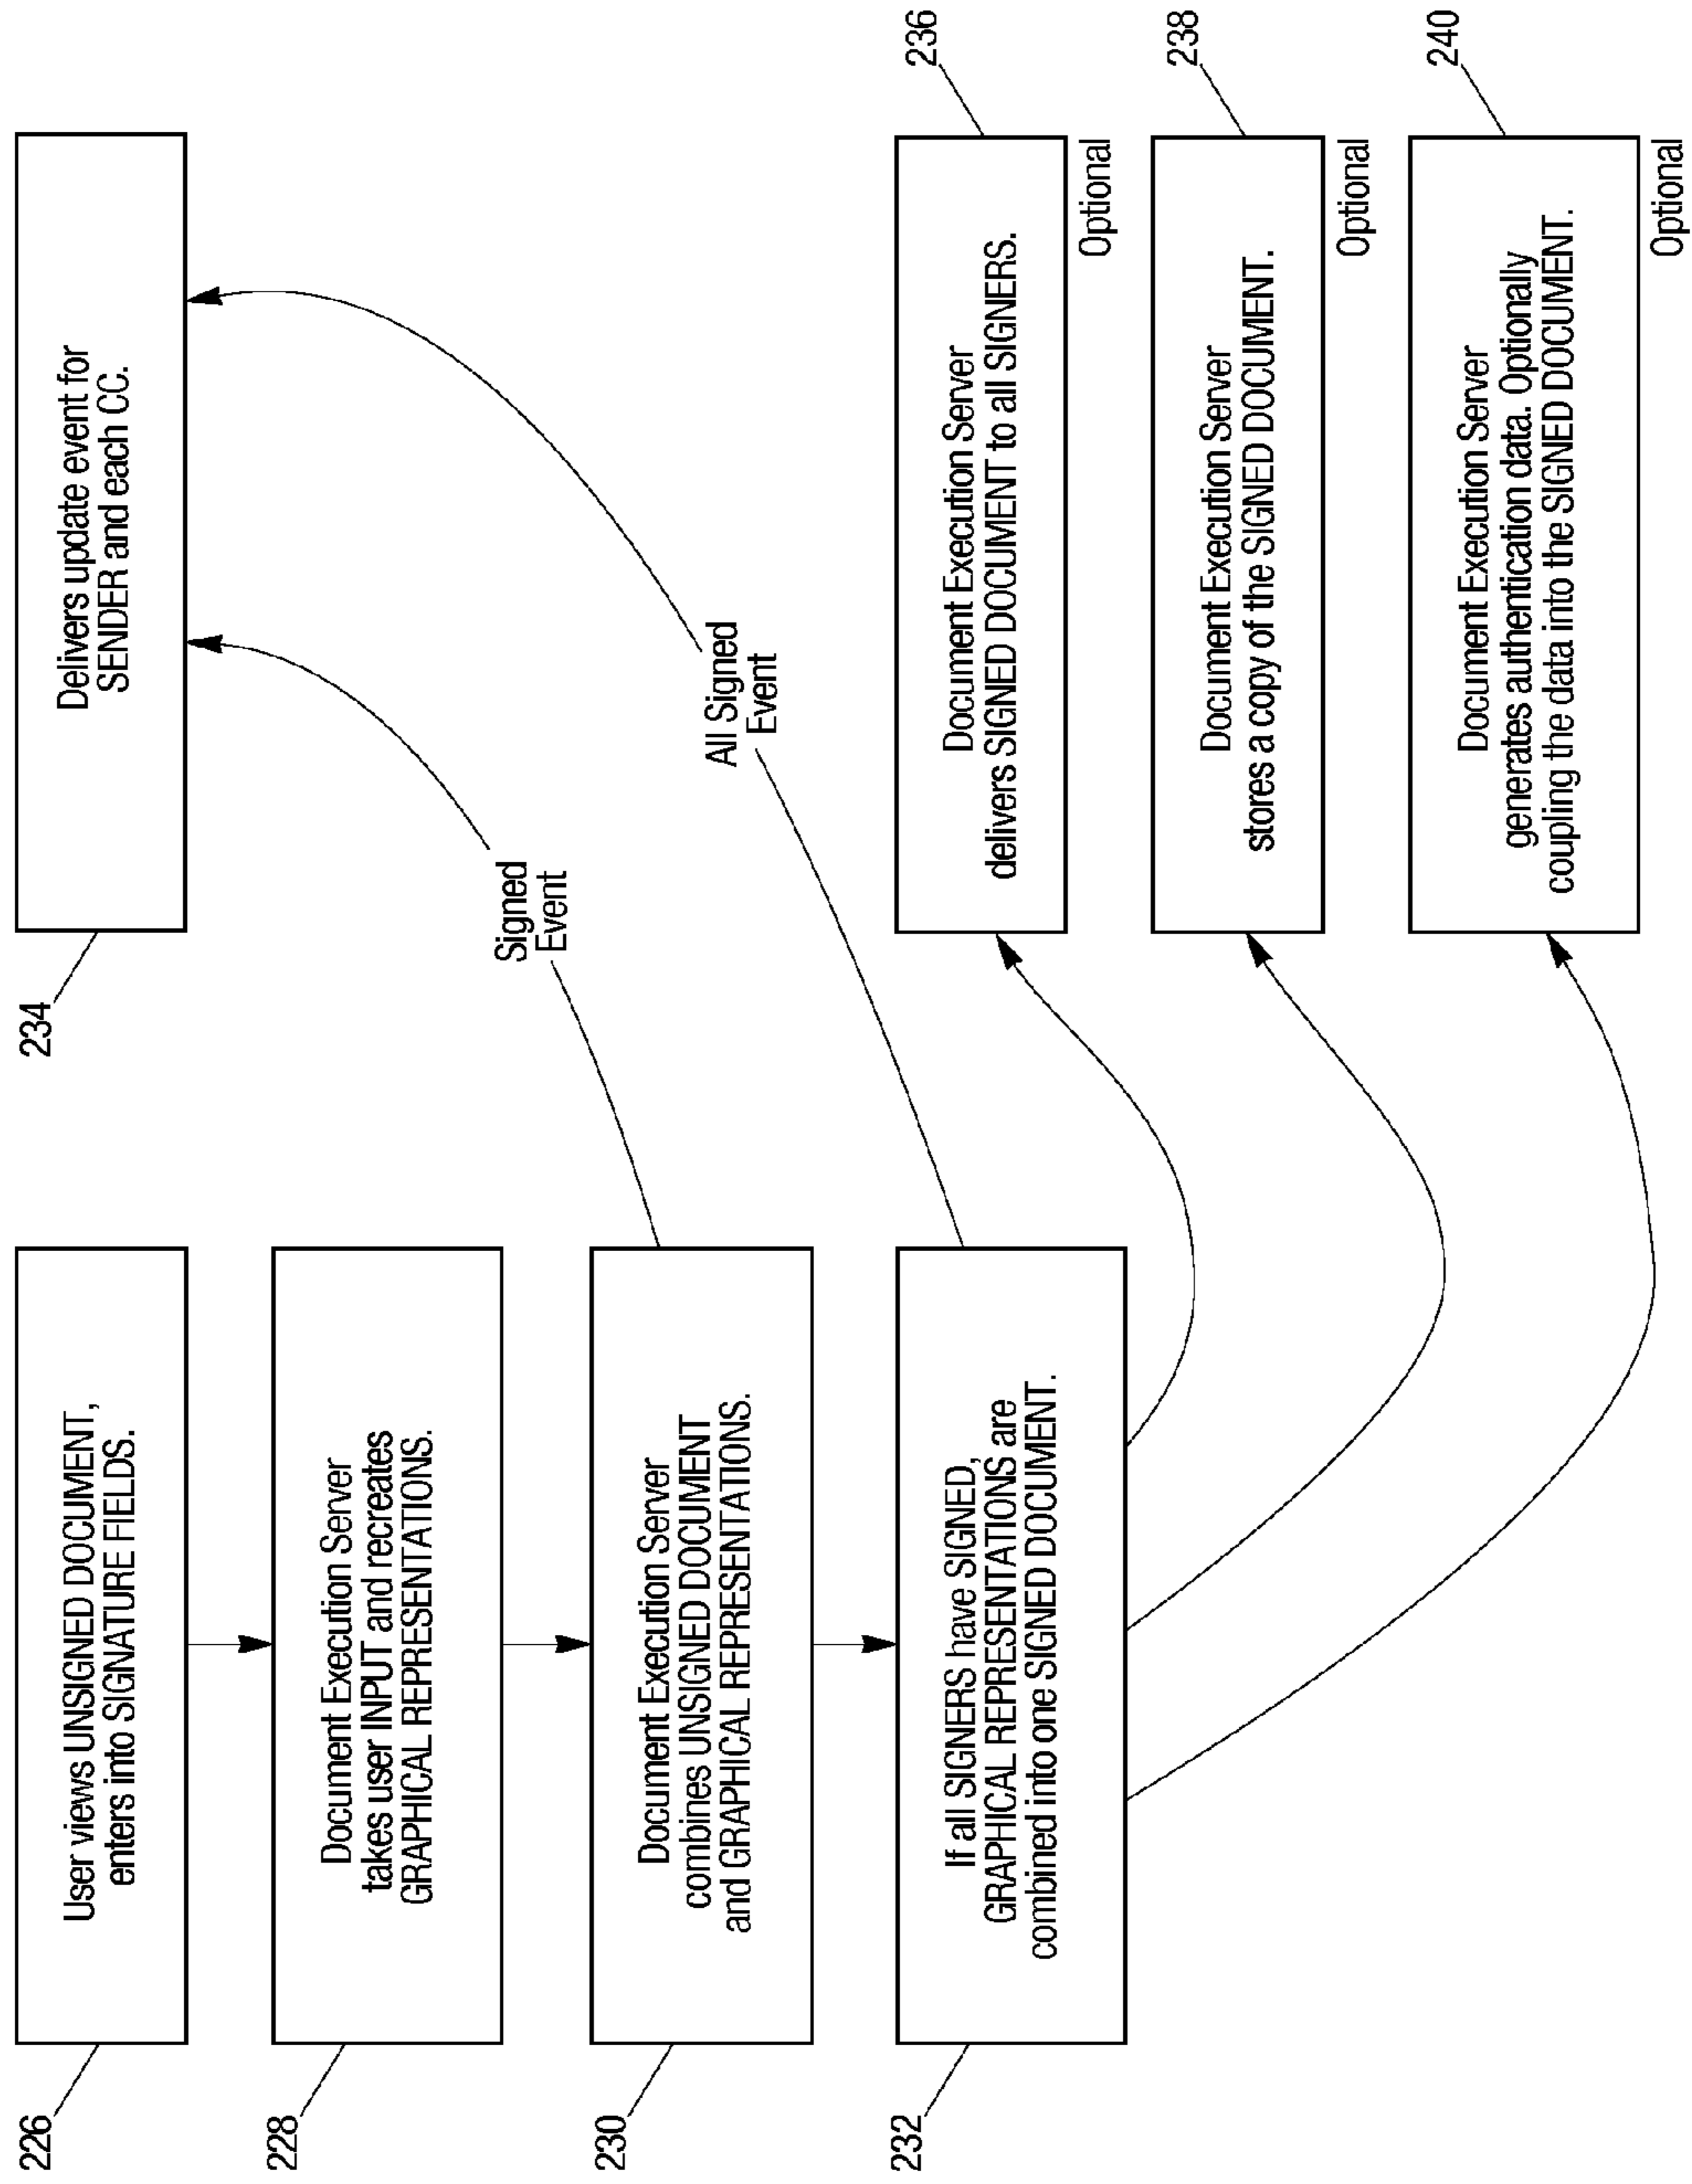 226
User views UNSIGNED DOCUMENT,
enters into SIGNATURE FIELDS.
228
Document Execution Server
takes user INPUT and recreates
GRAPHICAL REPRESENTATIONS.
230
Document Execution Server
combines UNSIGNED DOCUMENT
and GRAPHICAL REPRESENTATIONS.
232
If all SIGNERS have SIGNED,
GRAPHICAL REPRESENTATIONS are
combined into one SIGNED DOCUMENT.
Signed
Event
All Signed
Event
234
Delivers update event for
SENDER and each CC.
236
Document Execution Server
delivers SIGNED DOCUMENT to all SIGNERS.
Optional
238
Document Execution Server
stores a copy of the SIGNED DOCUMENT.
Optional
240
Document Execution Server
generates authentication data. Optionally
coupling the data into the SIGNED DOCUMENT.
Optional